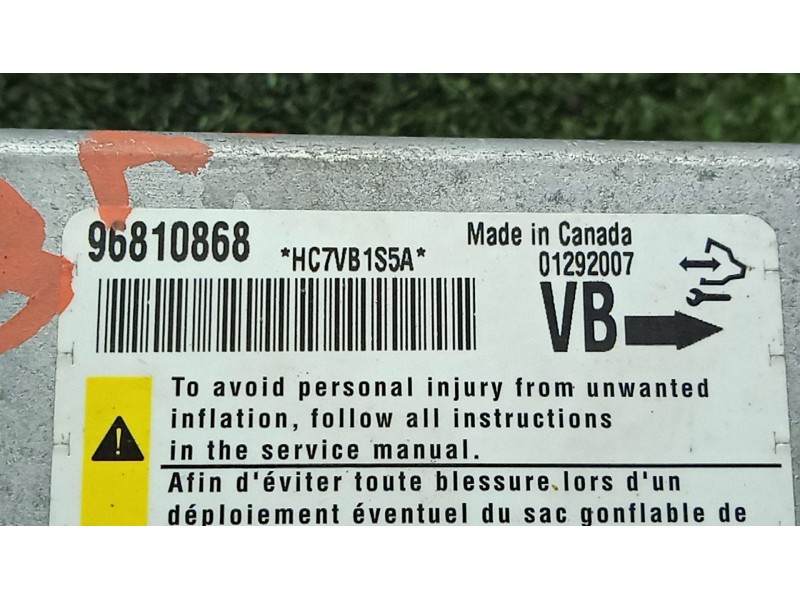 96810868
*HC7VB1S5A*
Made in Canada
01292007
VB
To avoid personal injury from unwanted
inflation, follow all instructions
in the service manual.
Afin d'éviter toute blessure lors d'un
déploiement éventuel du sac gonflable de